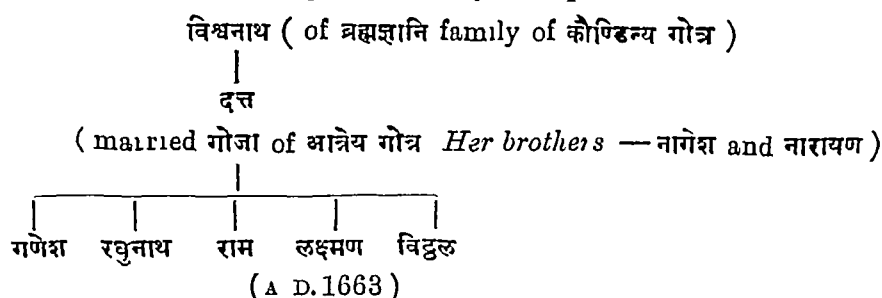 विश्वनाथ ( of ब्रह्मज्ञानि family of कौण्डिन्य गोत्र )
दत्त
( married गोजा of आत्रेय गोत्र Her brothers — नागेश and नारायण )
गणेश रघुनाथ राम लक्ष्मण विठ्ठल
( A D. 1663 )